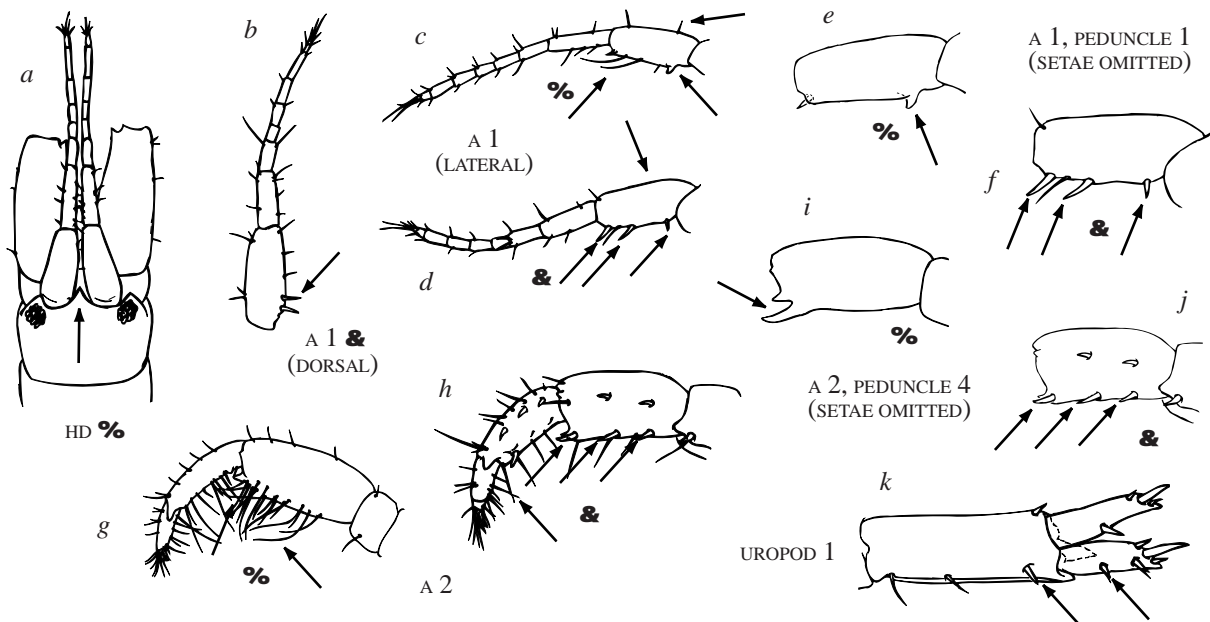 a
HD %
b
A 1 &
(DORSAL)
c
%
A 1
(LATERAL)
d
&
e
%
A 1, PEDUNCLE 1
(SETAE OMITTED)
f
&
g
%
h
&
A 2
i
%
A 2, PEDUNCLE 4
(SETAE OMITTED)
j
&
k
UROPOD 1